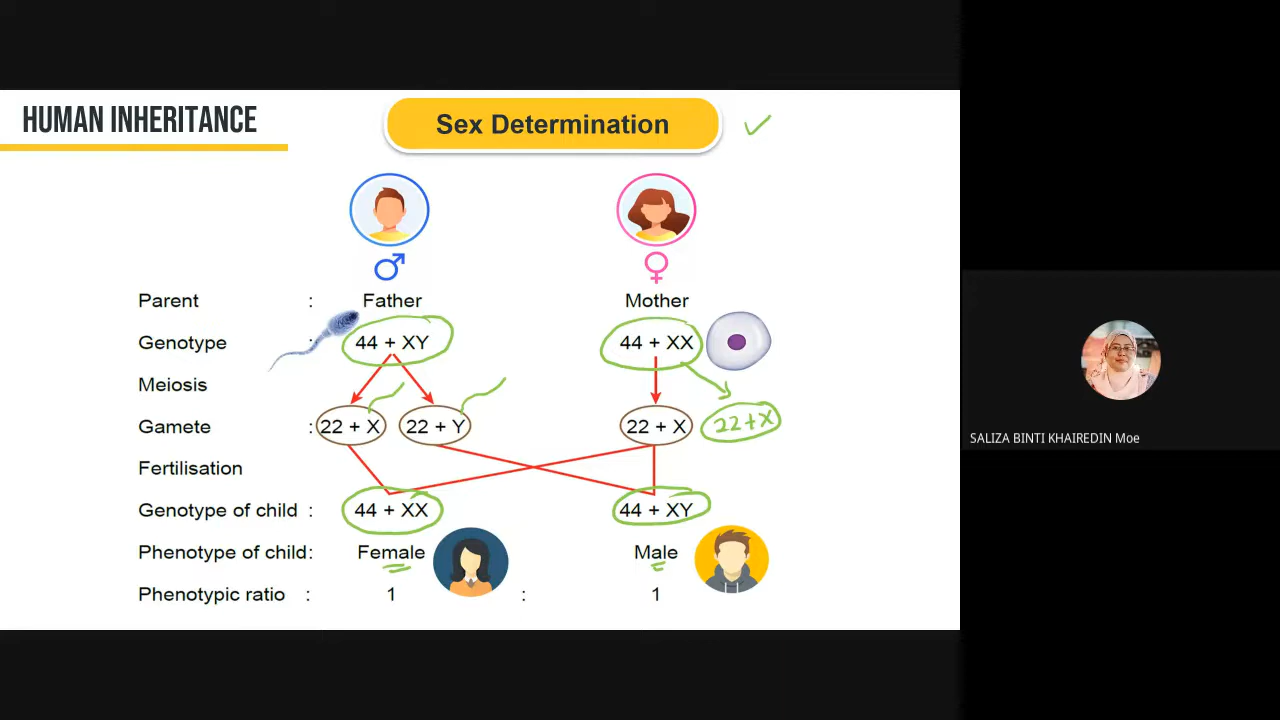 HUMAN INHERITANCE
Sex Determination
Parent : Father Mother
Genotype : 44 + XY 44 + XX
Meiosis
Gamete : 22 + X 22 + Y 22 + X 22 + X
Fertilisation
Genotype of child : 44 + XX 44 + XY
Phenotype of child: Female Male
Phenotypic ratio : 1 : 1
SALIZA BINTI KHAIREDIN Moe